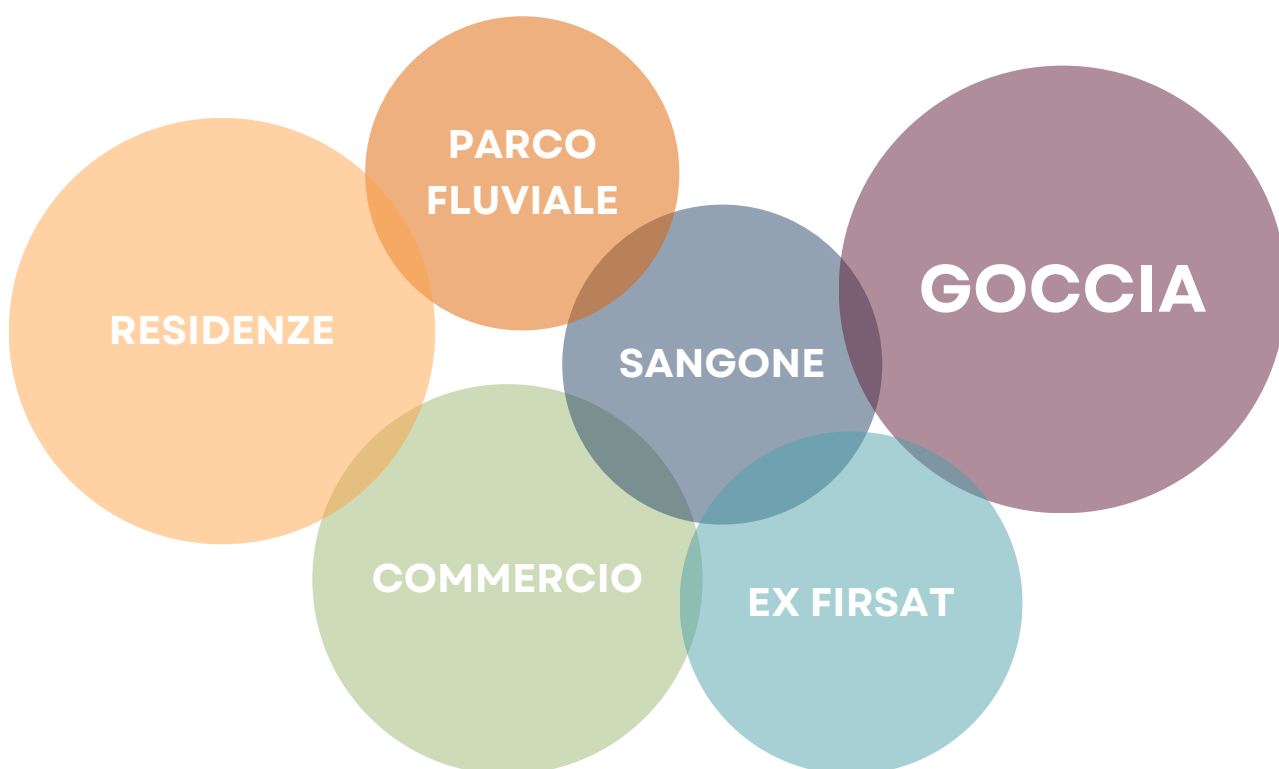 PARCO
FLUVIALE
GOCCIA
RESIDENZE
SANGONE
COMMERCIO
EX FIRSAT